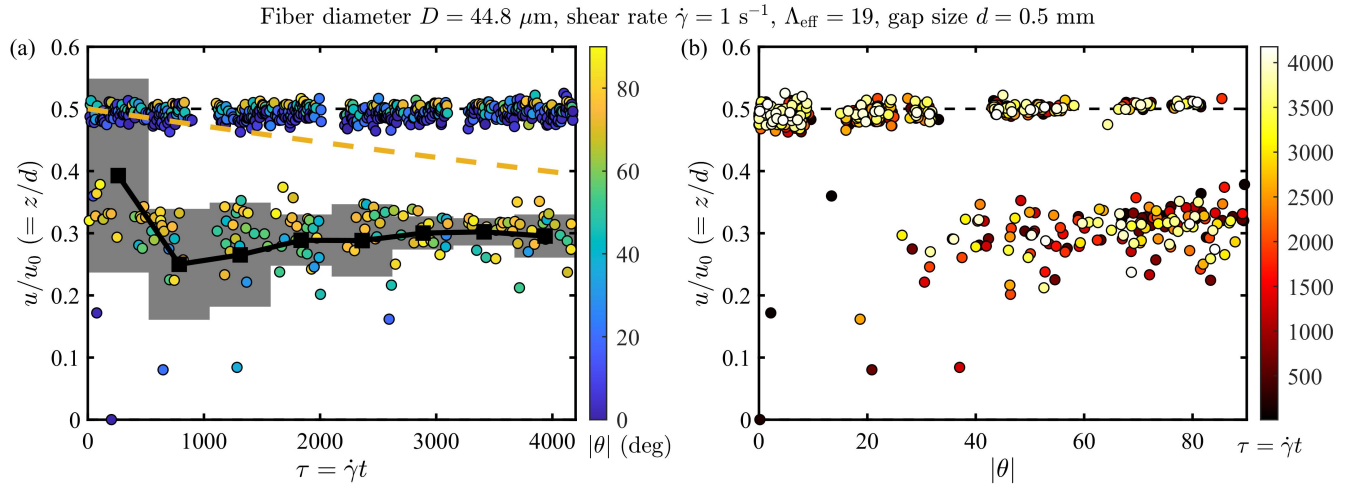 Fiber diameter D = 44.8 μm, shear rate γ̇ = 1 s⁻¹, Λeff = 19, gap size d = 0.5 mm
(a)
0.6
0.5
0.4
0.3
0.2
0.1
0
u/u₀ (= z/d)
0 1000 2000 3000 4000
τ = γ̇t
80
60
40
20
0
|θ| (deg)
(b)
0.6
0.5
0.4
0.3
0.2
0.1
0
u/u₀ (= z/d)
0 20 40 60 80
|θ|
4000
3500
3000
2500
2000
1500
1000
500
τ = γ̇t